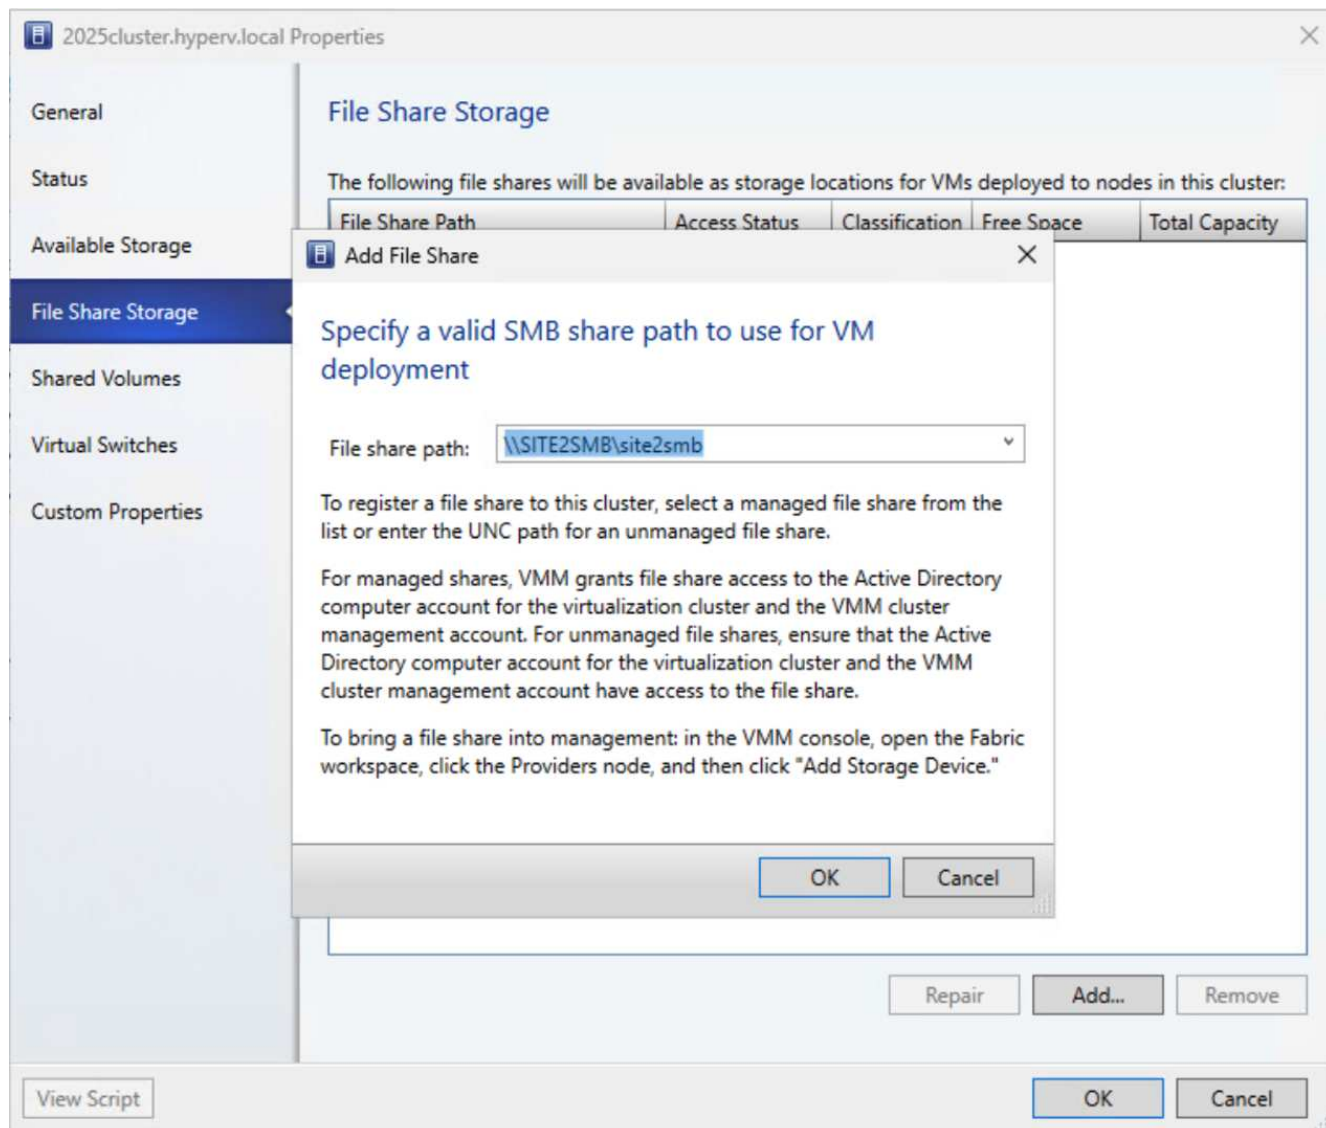 2025cluster.hyperv.local Properties
General
Status
Available Storage
File Share Storage
Shared Volumes
Virtual Switches
Custom Properties
File Share Storage
The following file shares will be available as storage locations for VMs deployed to nodes in this cluster:
File Share Path Access Status Classification Free Space Total Capacity
Add File Share
Specify a valid SMB share path to use for VM
deployment
File share path: \\SITE2SMB\site2smb
To register a file share to this cluster, select a managed file share from the
list or enter the UNC path for an unmanaged file share.
For managed shares, VMM grants file share access to the Active Directory
computer account for the virtualization cluster and the VMM cluster
management account. For unmanaged file shares, ensure that the Active
Directory computer account for the virtualization cluster and the VMM
cluster management account have access to the file share.
To bring a file share into management: in the VMM console, open the Fabric
workspace, click the Providers node, and then click "Add Storage Device."
OK Cancel
Repair Add... Remove
View Script OK Cancel